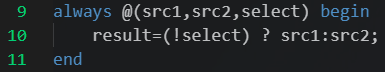 9 always @(src1,src2,select) begin
10 result=(!select) ? src1:src2;
11 end